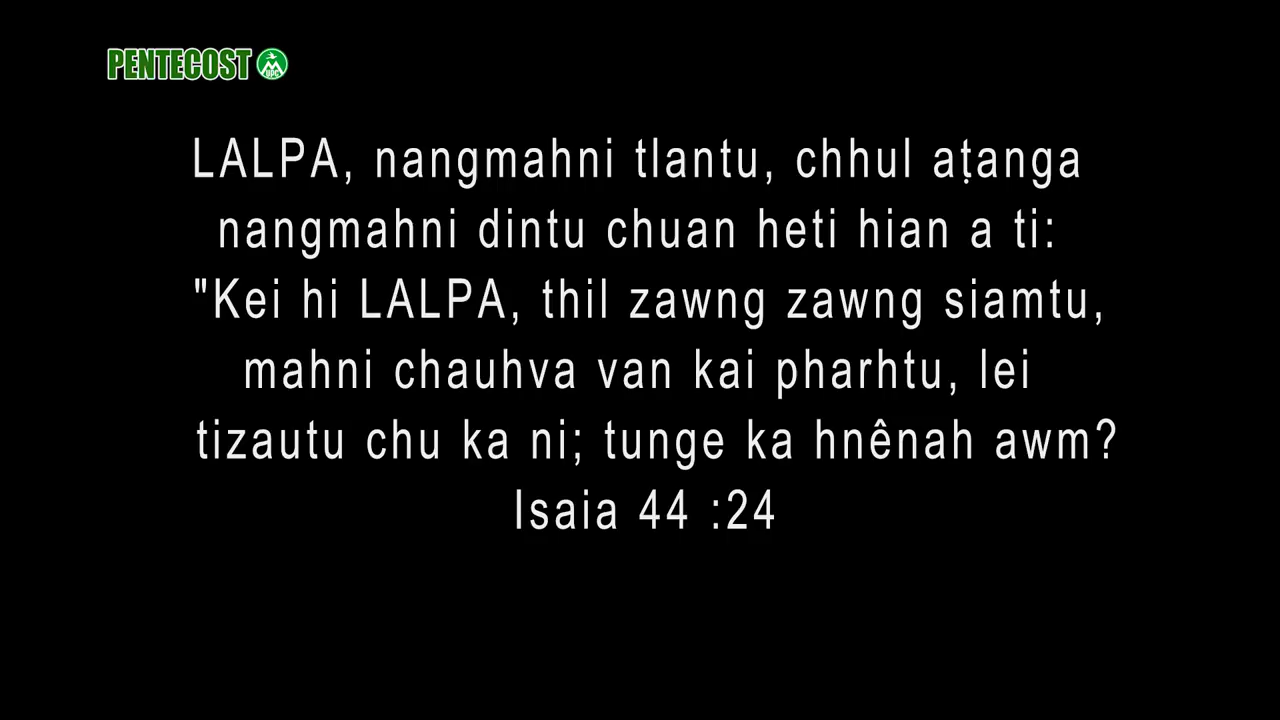 PENTECOST UPC
LALPA, nangmahni tlantu, chhul aṭanga
nangmahni dintu chuan heti hian a ti:
"Kei hi LALPA, thil zawng zawng siamtu,
mahni chauhva van kai pharhtu, lei
tizautu chu ka ni; tunge ka hnênah awm?
Isaia 44 :24